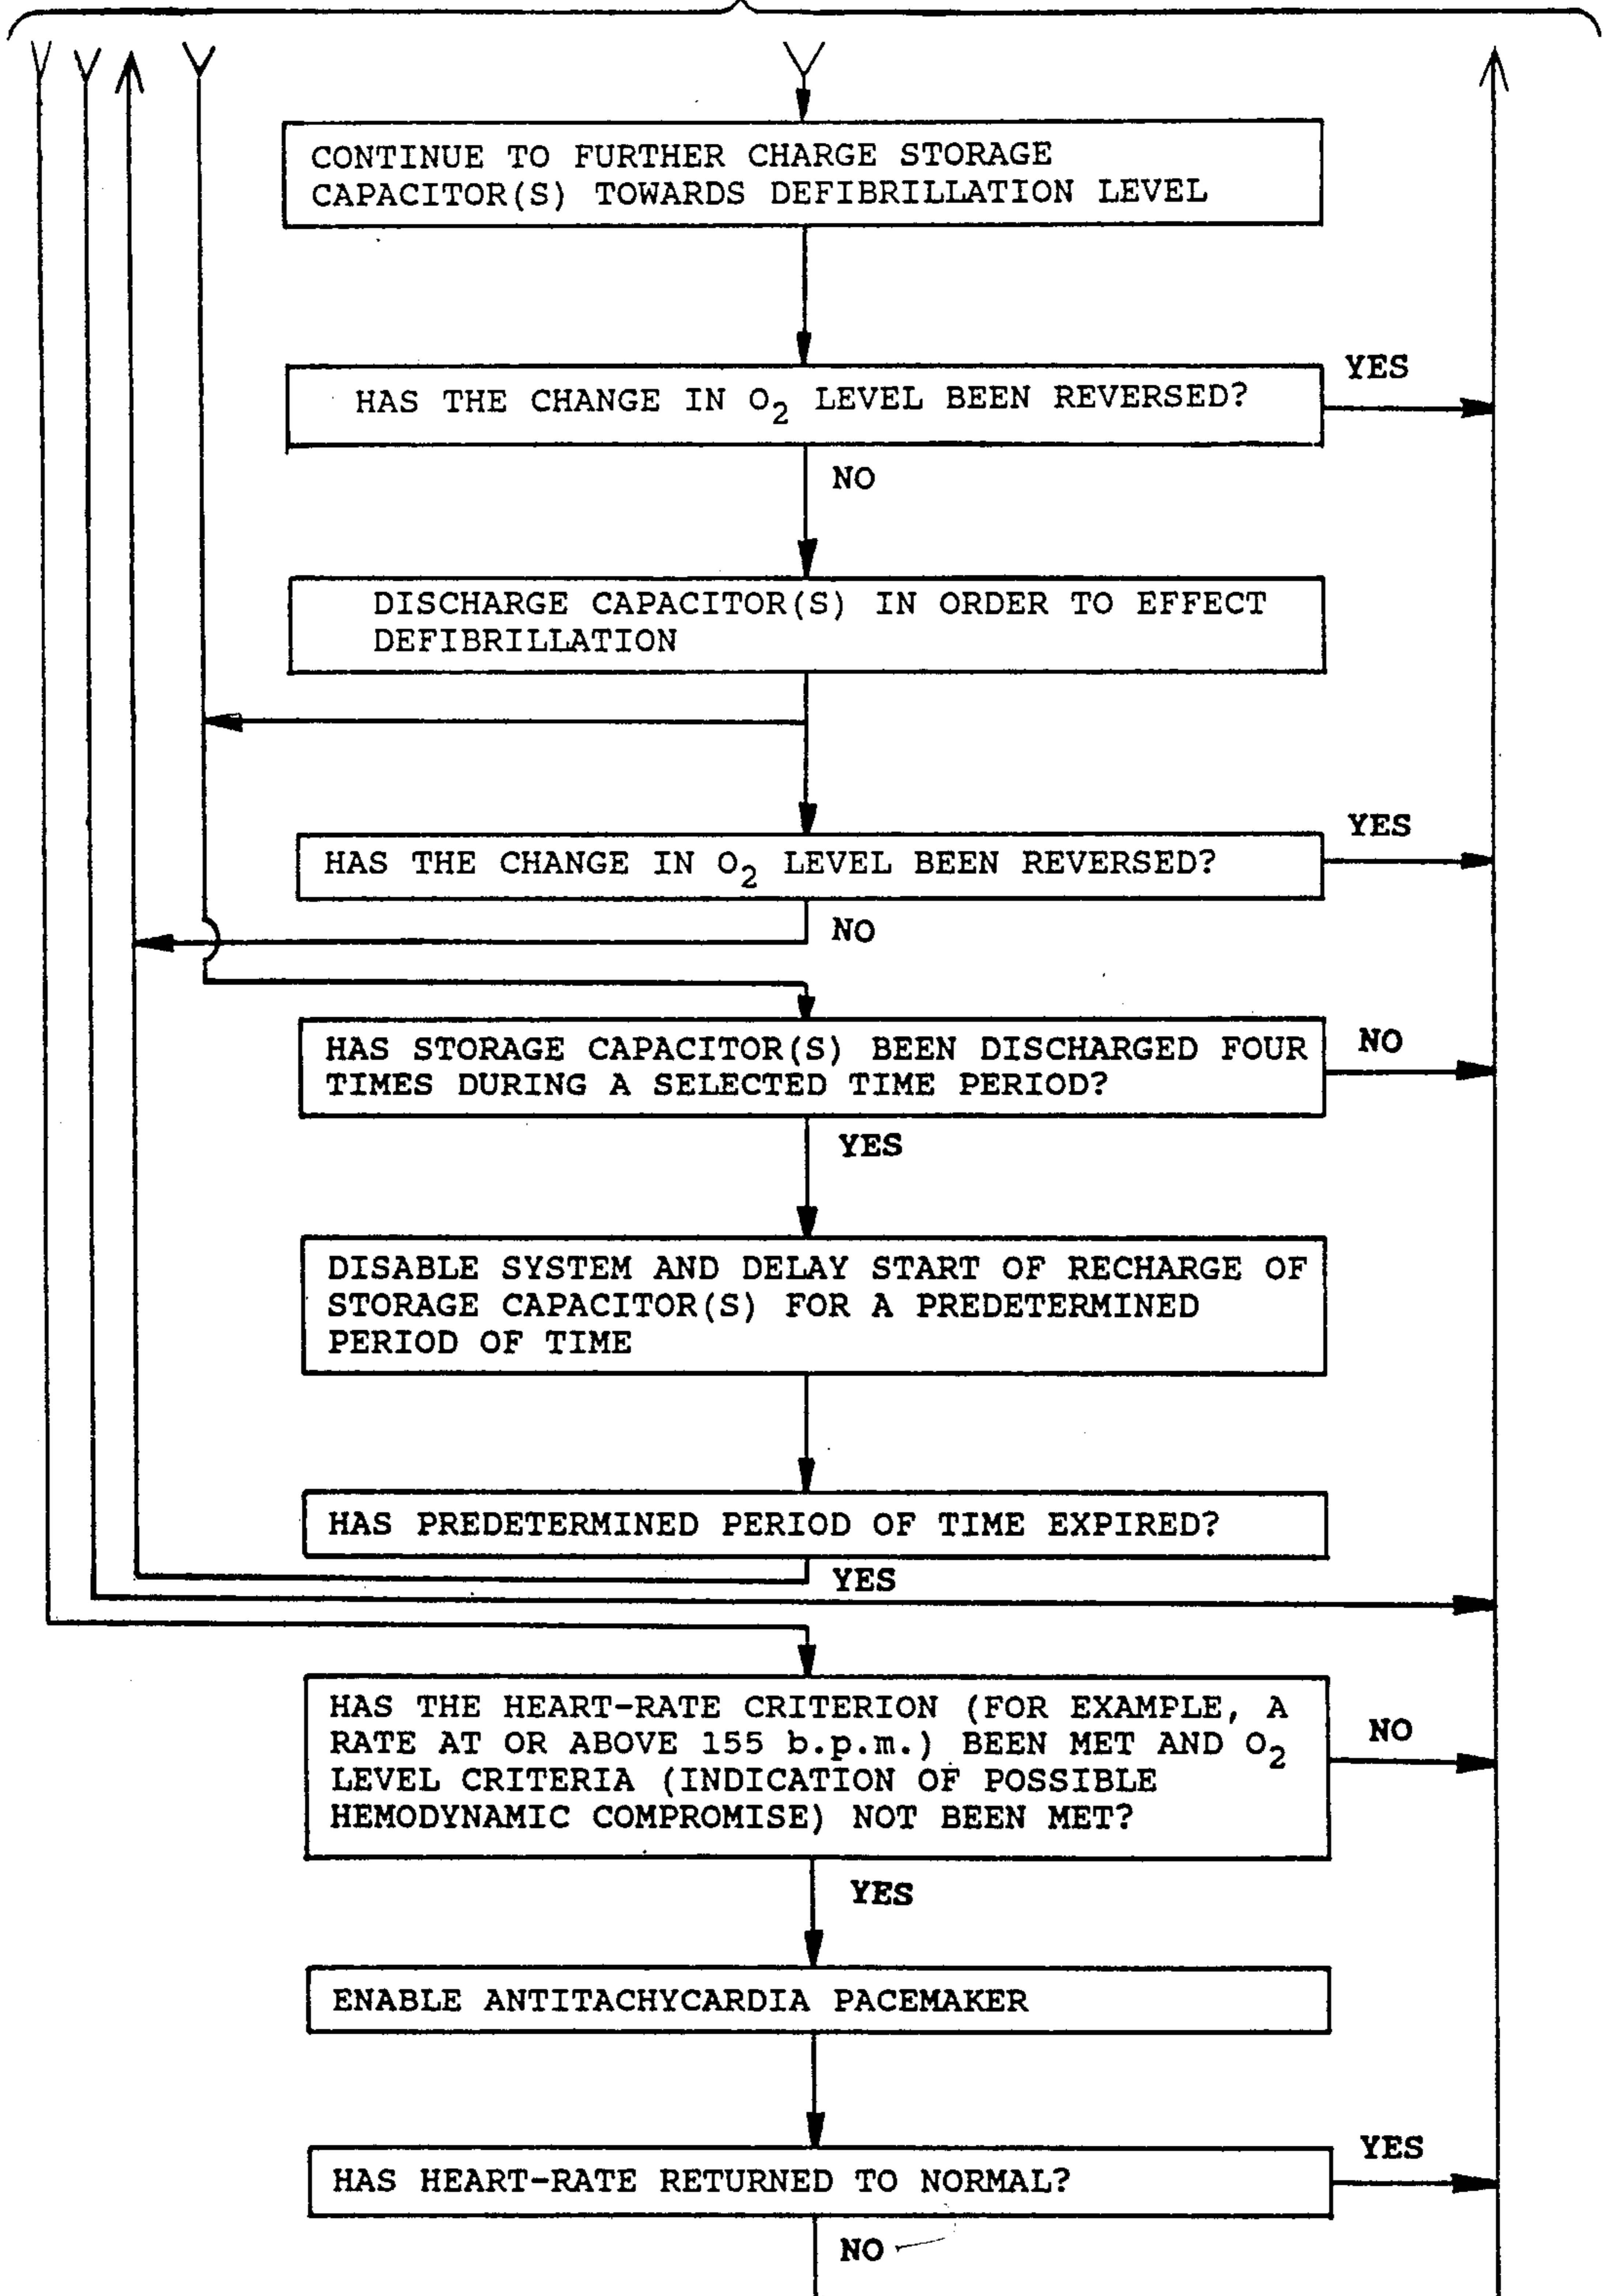 CONTINUE TO FURTHER CHARGE STORAGE
CAPACITOR(S) TOWARDS DEFIBRILLATION LEVEL
HAS THE CHANGE IN O2 LEVEL BEEN REVERSED?
YES
NO
DISCHARGE CAPACITOR(S) IN ORDER TO EFFECT
DEFIBRILLATION
HAS THE CHANGE IN O2 LEVEL BEEN REVERSED?
YES
NO
HAS STORAGE CAPACITOR(S) BEEN DISCHARGED FOUR
TIMES DURING A SELECTED TIME PERIOD?
NO
YES
DISABLE SYSTEM AND DELAY START OF RECHARGE OF
STORAGE CAPACITOR(S) FOR A PREDETERMINED
PERIOD OF TIME
HAS PREDETERMINED PERIOD OF TIME EXPIRED?
YES
HAS THE HEART-RATE CRITERION (FOR EXAMPLE, A
RATE AT OR ABOVE 155 b.p.m.) BEEN MET AND O2
LEVEL CRITERIA (INDICATION OF POSSIBLE
HEMODYNAMIC COMPROMISE) NOT BEEN MET?
NO
YES
ENABLE ANTITACHYCARDIA PACEMAKER
HAS HEART-RATE RETURNED TO NORMAL?
YES
NO